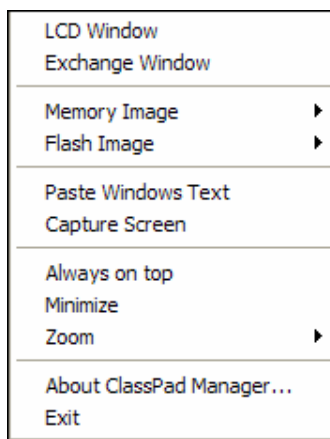 LCD Window
Exchange Window
Memory Image
Flash Image
Paste Windows Text
Capture Screen
Always on top
Minimize
Zoom
About ClassPad Manager...
Exit